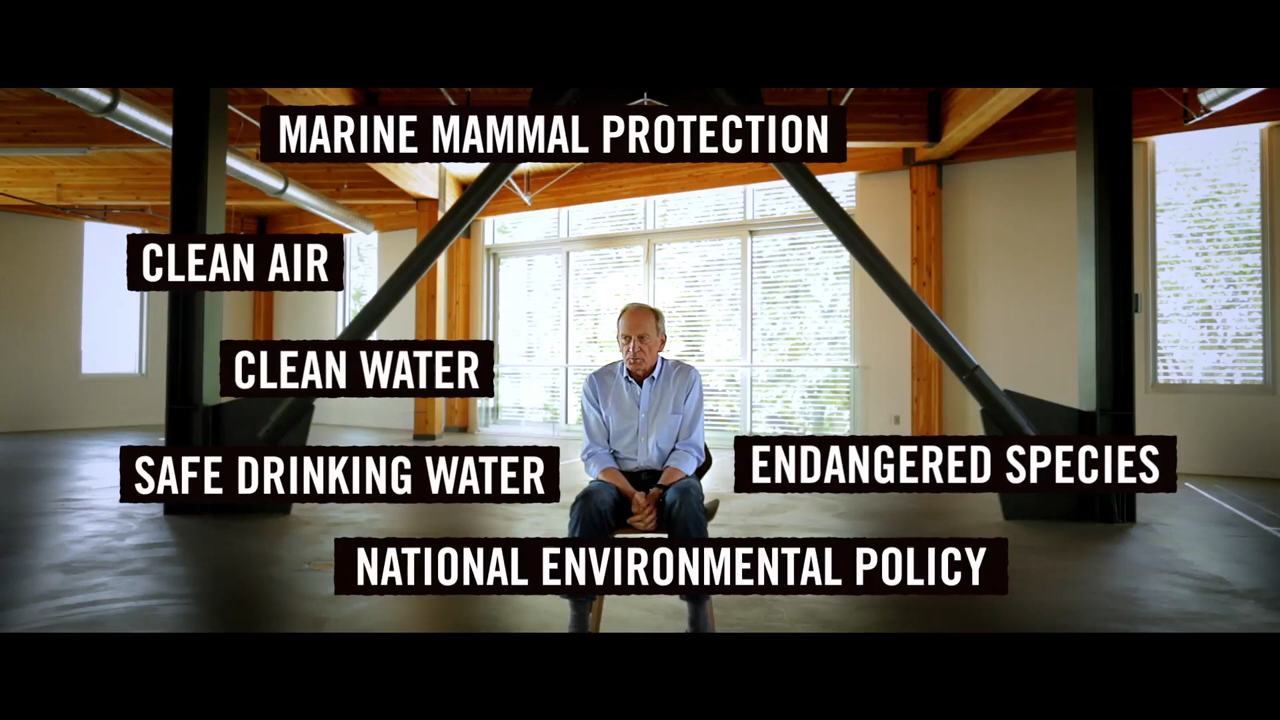 MARINE MAMMAL PROTECTION
CLEAN AIR
CLEAN WATER
SAFE DRINKING WATER
ENDANGERED SPECIES
NATIONAL ENVIRONMENTAL POLICY